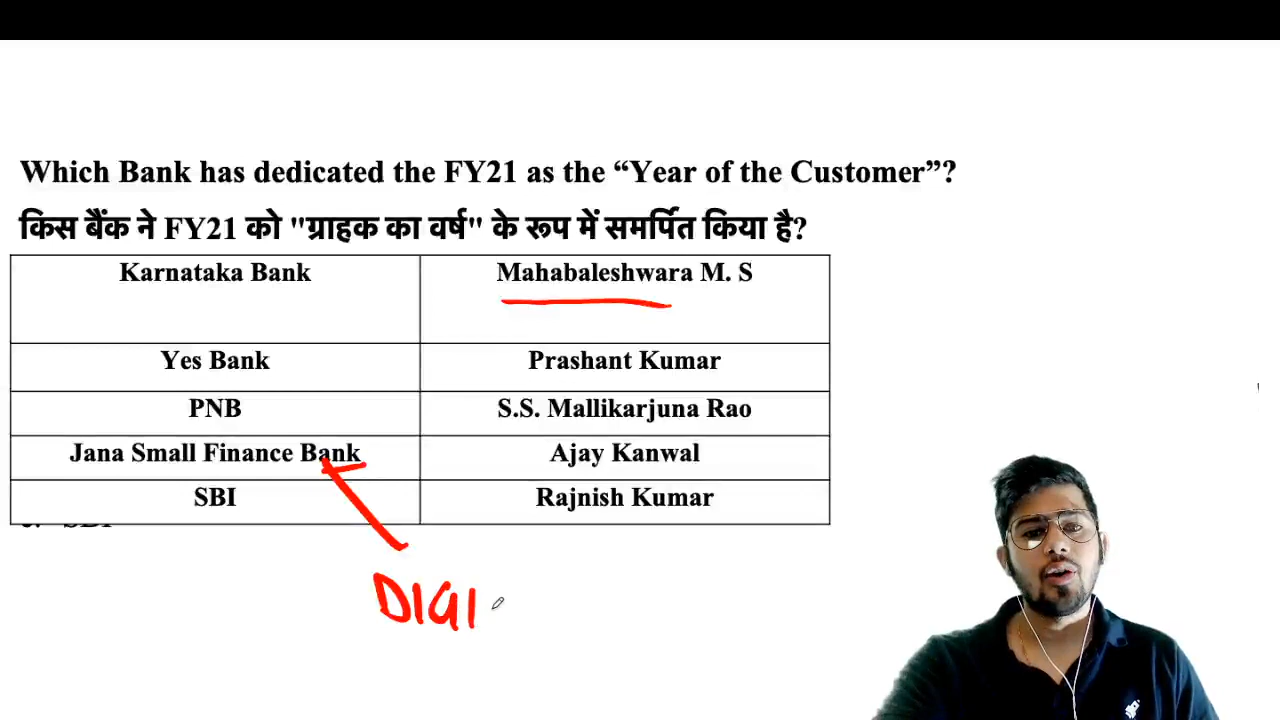 Which Bank has dedicated the FY21 as the “Year of the Customer”?
किस बैंक ने FY21 को "ग्राहक का वर्ष" के रूप में समर्पित किया है?
Karnataka Bank Mahabaleshwara M. S
Yes Bank Prashant Kumar
PNB S.S. Mallikarjuna Rao
Jana Small Finance Bank Ajay Kanwal
SBI Rajnish Kumar
DIGI